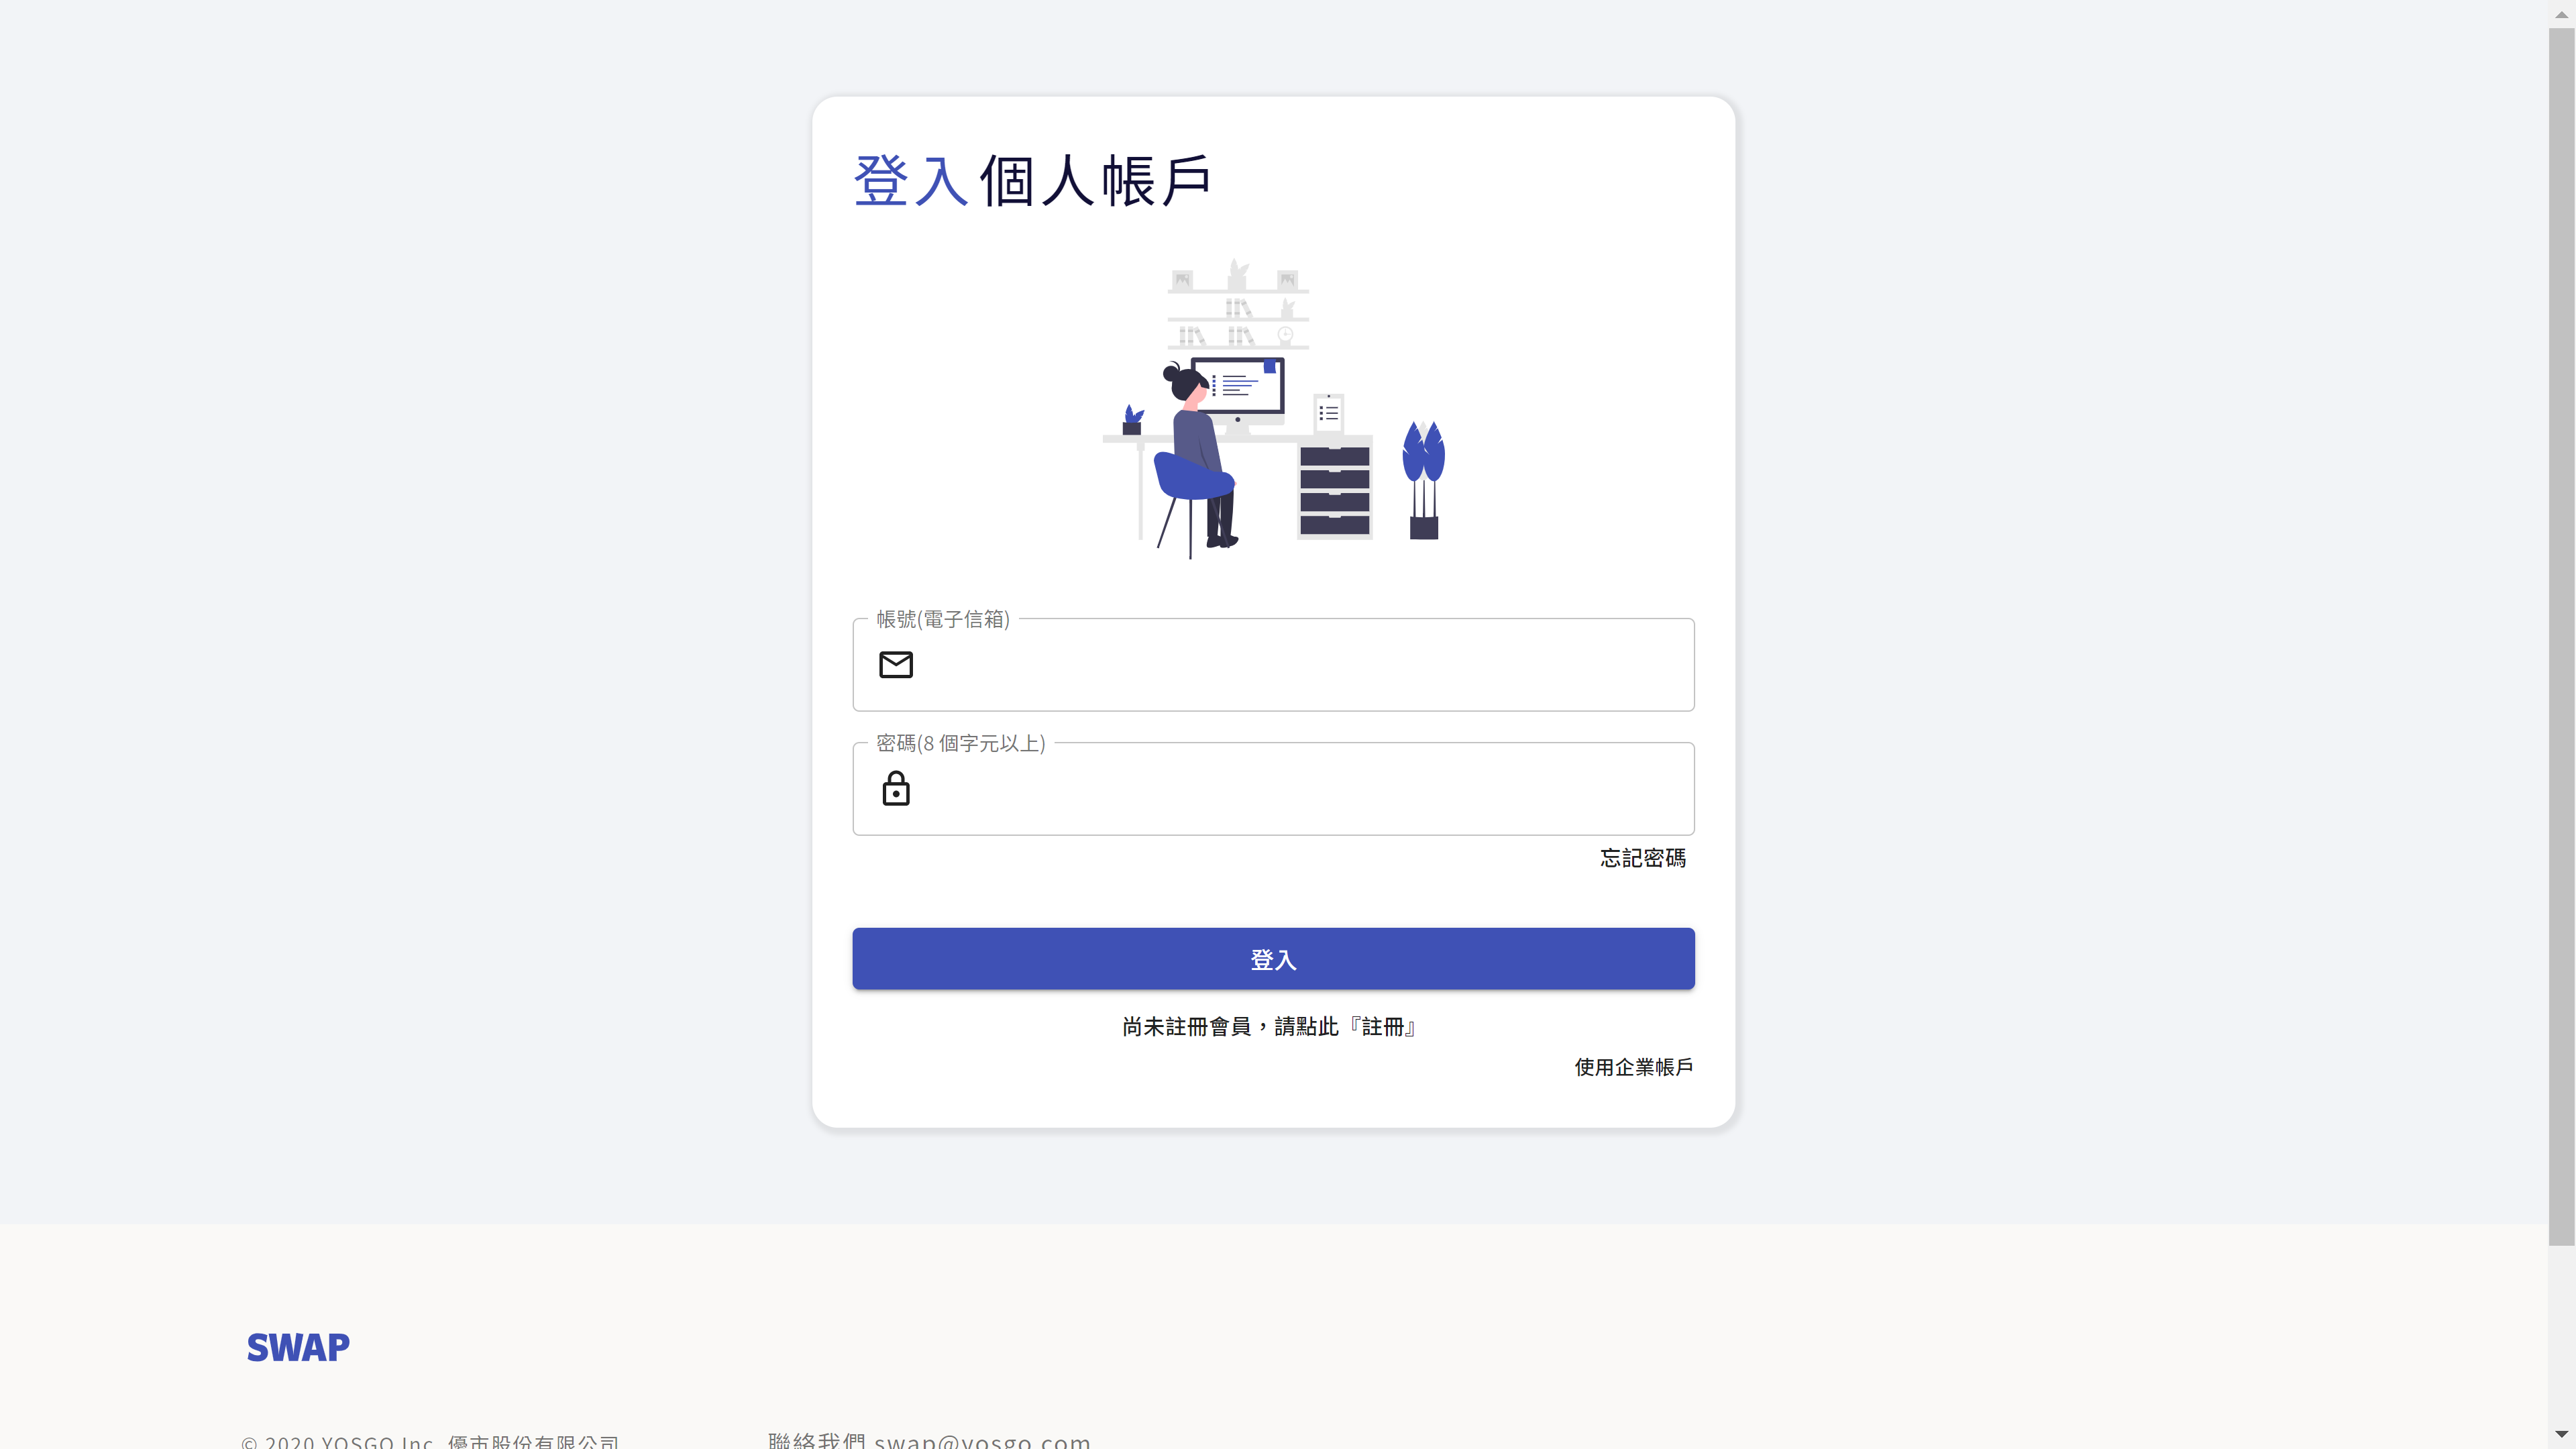 登入個人帳戶
帳號(電子信箱)
密碼(8 個字元以上)
忘記密碼
登入
尚未註冊會員，請點此『註冊』
使用企業帳戶
SWAP
© 2020 YOSGO Inc. 優市股份有限公司
聯絡我們 swap@yosgo.com